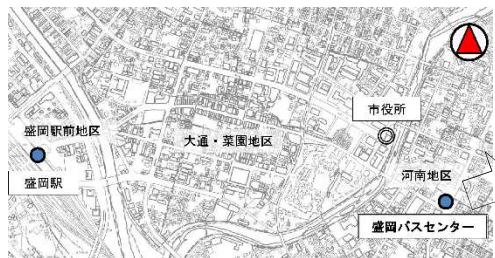 市役所
盛岡駅前地区
大通・菜園地区
盛岡駅
河南地区
盛岡バスセンター